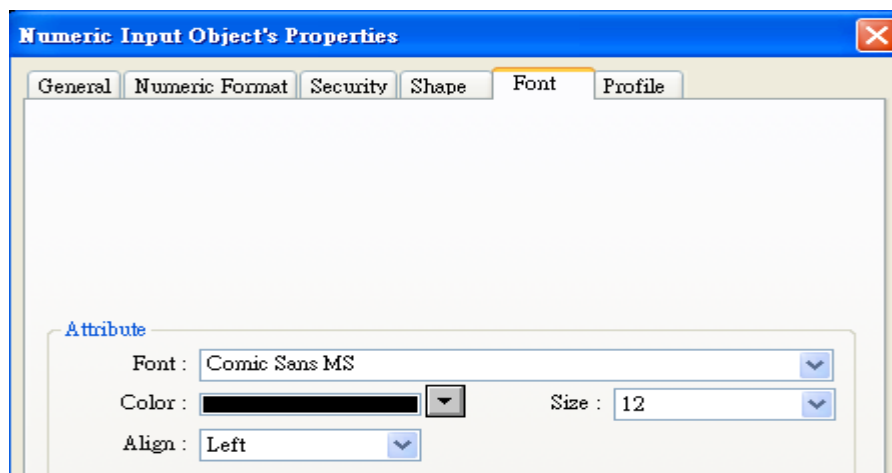 Numeric Input Object's Properties
General Numeric Format Security Shape Font Profile
Attribute
Font : Comic Sans MS
Color : Size : 12
Align : Left